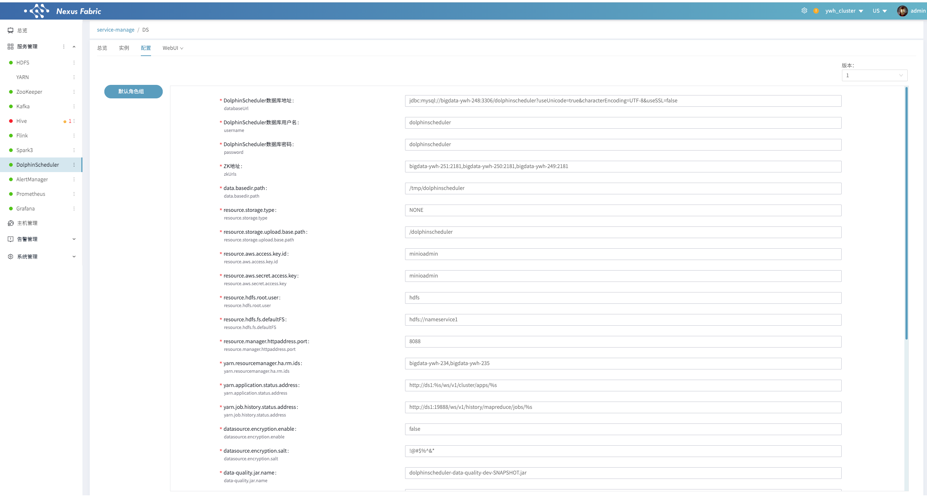 Nexus Fabric
ywh_cluster
US
admin
总览
服务管理
HDFS
YARN
ZooKeeper
Kafka
Hive
1
Flink
Spark3
DolphinScheduler
AlertManager
Prometheus
Grafana
主机管理
告警管理
系统管理
service-manage / DS
总览 实例 配置 WebUI
版本:
1
默认角色组
* DolphinScheduler数据库地址:
databaseUrl
jdbc:mysql://bigdata-ywh-248:3306/dolphinscheduler?useUnicode=true&characterEncoding=UTF-8&useSSL=false
* DolphinScheduler数据库用户名:
username
dolphinscheduler
* DolphinScheduler数据库密码:
password
dolphinscheduler
* ZK地址:
zkUrls
bigdata-ywh-251:2181,bigdata-ywh-250:2181,bigdata-ywh-249:2181
* data.basedir.path:
data.basedir.path
/tmp/dolphinscheduler
* resource.storage.type:
resource.storage.type
NONE
* resource.storage.upload.base.path:
resource.storage.upload.base.path
/dolphinscheduler
* resource.aws.access.key.id:
resource.aws.access.key.id
minioadmin
* resource.aws.secret.access.key:
resource.aws.secret.access.key
minioadmin
* resource.hdfs.root.user:
resource.hdfs.root.user
hdfs
* resource.hdfs.fs.defaultFS:
resource.hdfs.fs.defaultFS
hdfs://nameservice1
* resource.manager.httpaddress.port:
resource.manager.httpaddress.port
8088
* yarn.resourcemanager.ha.rm.ids:
yarn.resourcemanager.ha.rm.ids
bigdata-ywh-234,bigdata-ywh-235
* yarn.application.status.address:
yarn.application.status.address
http://ds1:%s/ws/v1/cluster/apps/%s
* yarn.job.history.status.address:
yarn.job.history.status.address
http://ds1:19888/ws/v1/history/mapreduce/jobs/%s
* datasource.encryption.enable:
datasource.encryption.enable
false
* datasource.encryption.salt:
datasource.encryption.salt
!@#$%^&*
* data-quality.jar.name:
data-quality.jar.name
dolphinscheduler-data-quality-dev-SNAPSHOT.jar